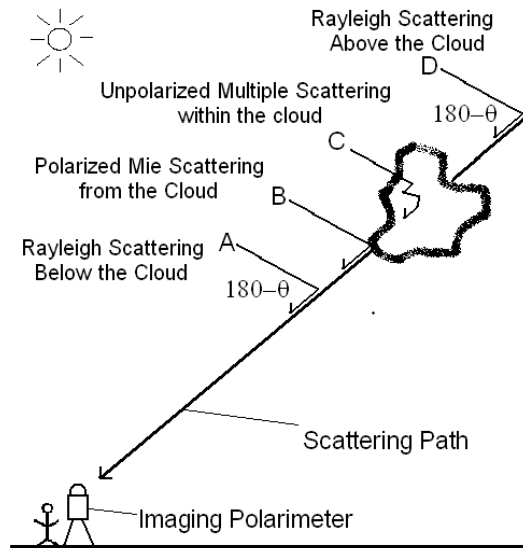 Rayleigh Scattering
Above the Cloud
D
Unpolarized Multiple Scattering
within the cloud
180–θ
C
Polarized Mie Scattering
from the Cloud
B
Rayleigh Scattering
Below the Cloud
A
180–θ
Scattering Path
Imaging Polarimeter